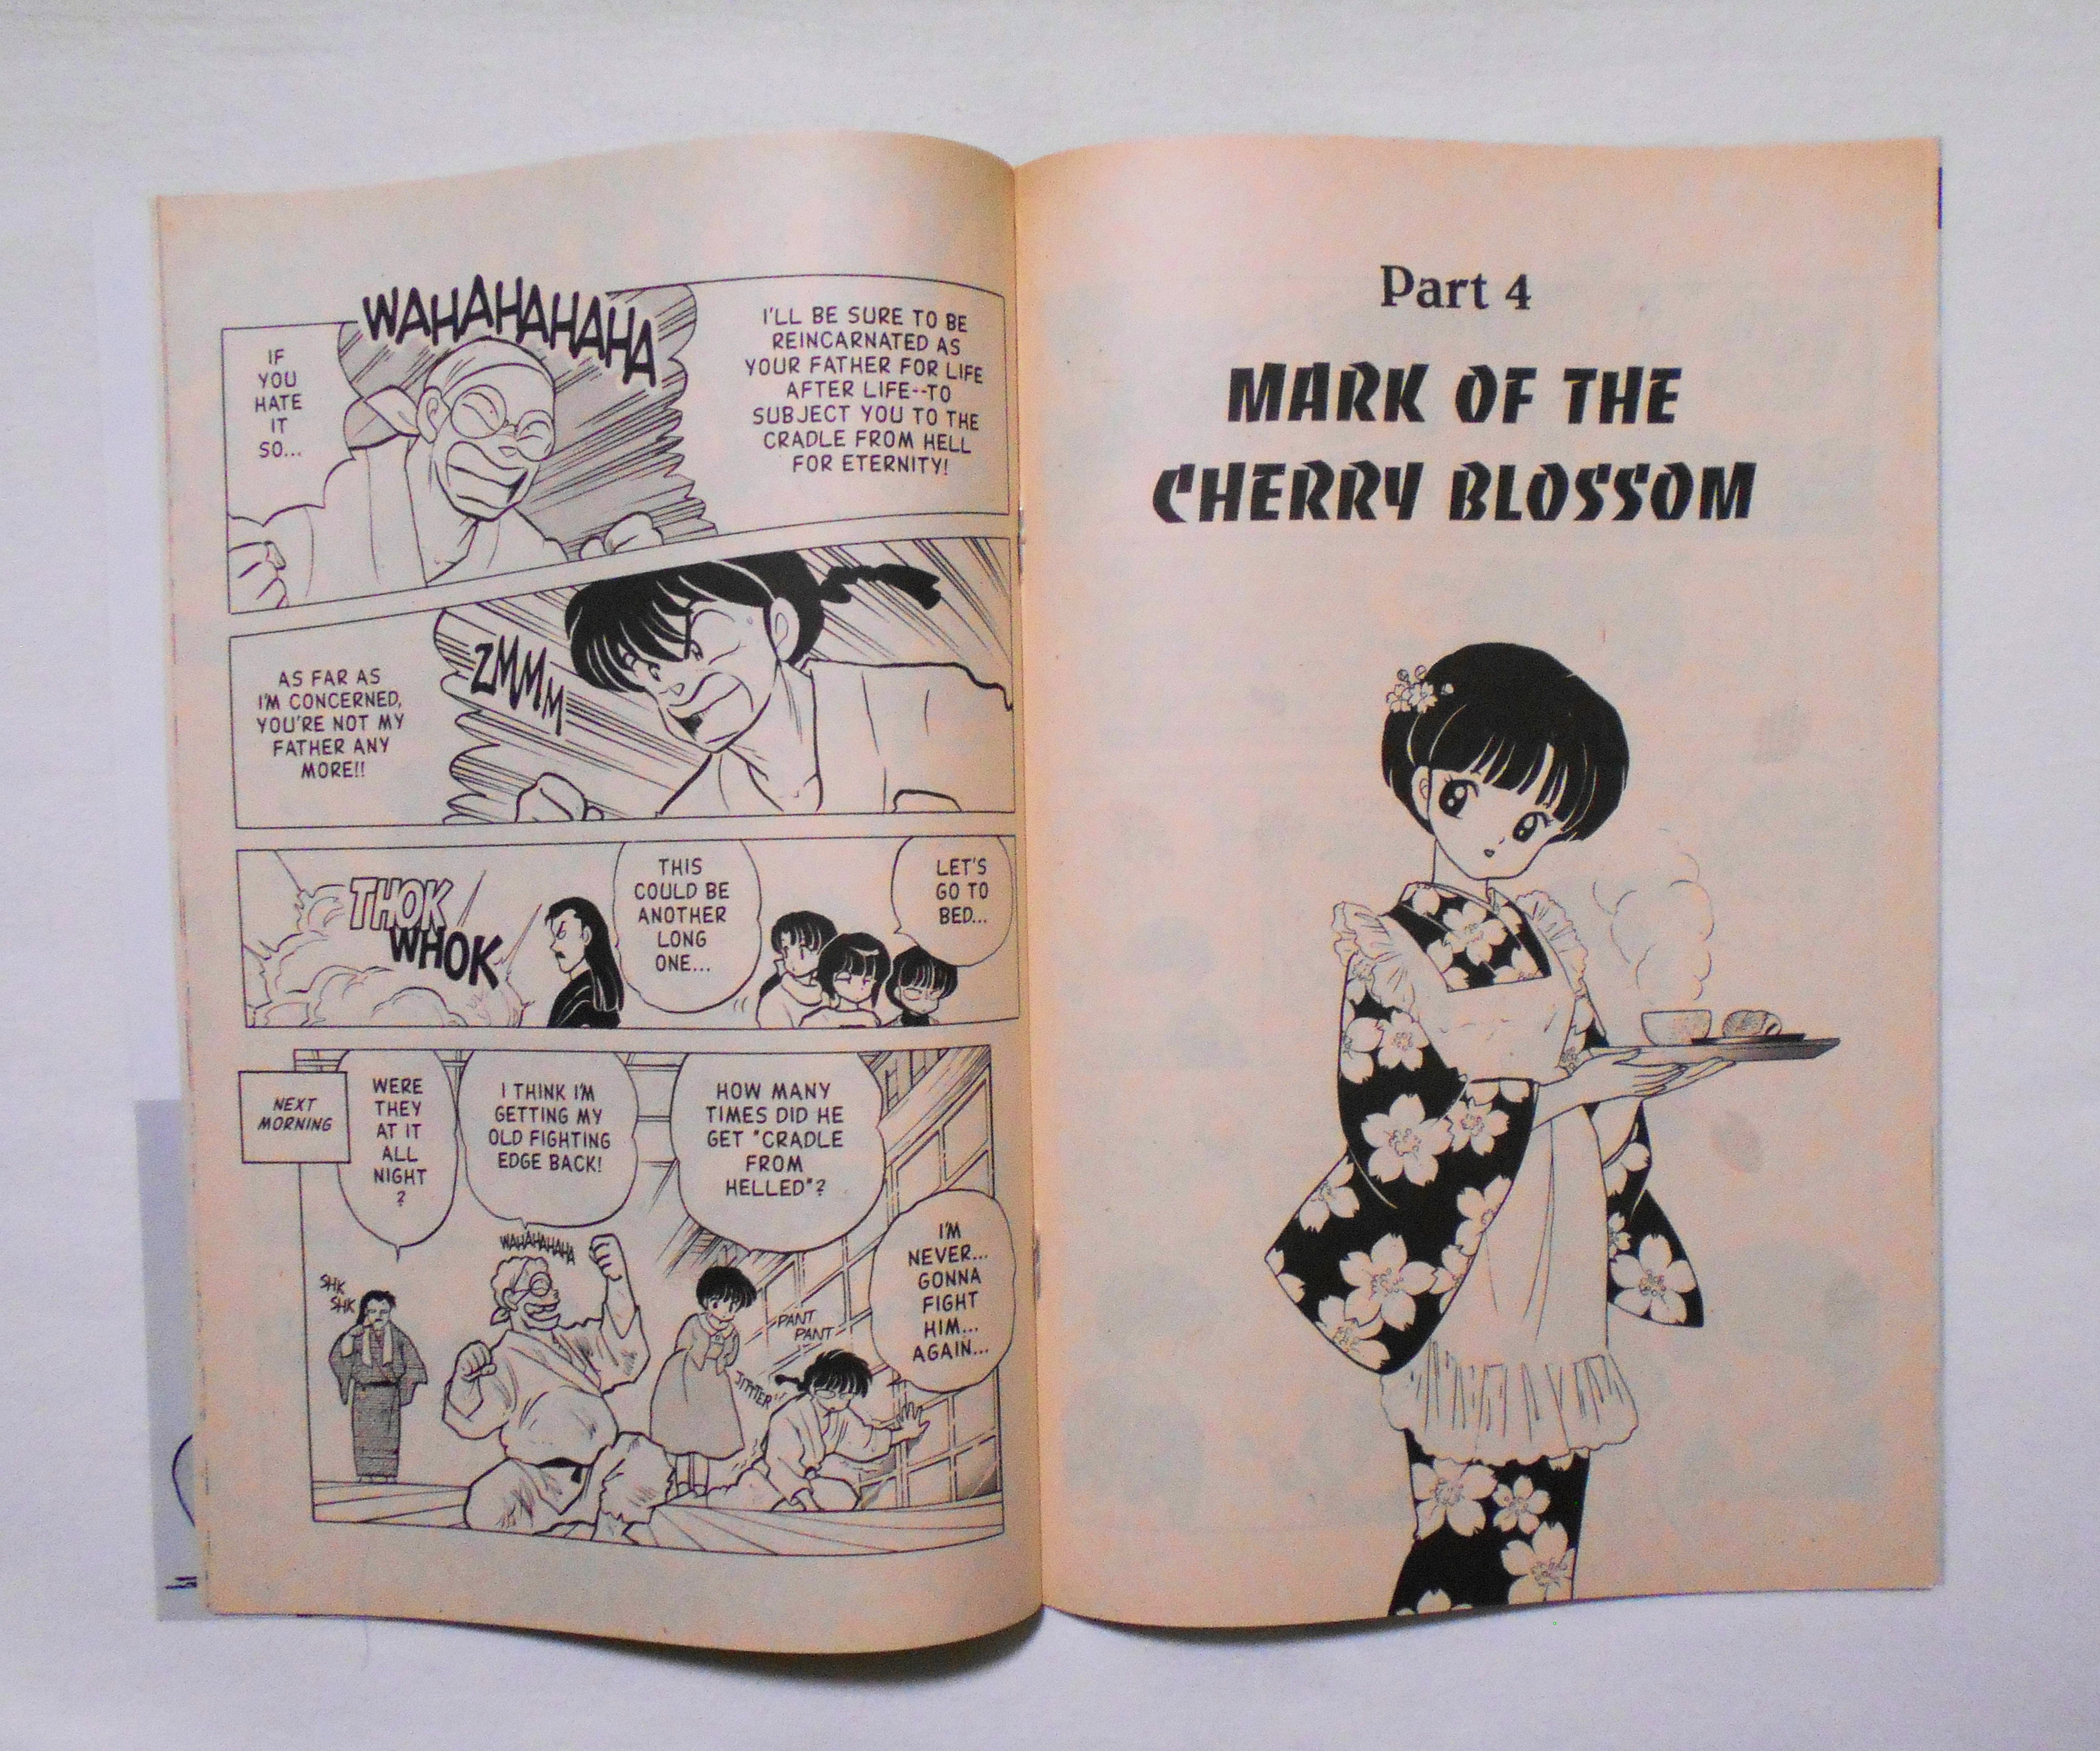 IF
YOU
HATE
IT
SO...
WAHAHAHAHA
I'LL BE SURE TO BE
REINCARNATED AS
YOUR FATHER FOR LIFE
AFTER LIFE--TO
SUBJECT YOU TO THE
CRADLE FROM HELL
FOR ETERNITY!
AS FAR AS
I'M CONCERNED,
YOU'RE NOT MY
FATHER ANY
MORE!!
ZMMM
THOK
WHOK
THIS
COULD BE
ANOTHER
LONG
ONE...
LET'S
GO TO
BED...
NEXT
MORNING
WERE
THEY
AT IT
ALL
NIGHT
?
SHK
SHK
I THINK I'M
GETTING MY
OLD FIGHTING
EDGE BACK!
WAHAHAHAHA
HOW MANY
TIMES DID HE
GET "CRADLE
FROM
HELLED"?
PANT
PANT
JITTER
I'M
NEVER...
GONNA
FIGHT
HIM...
AGAIN...
Part 4
MARK OF THE
CHERRY BLOSSOM